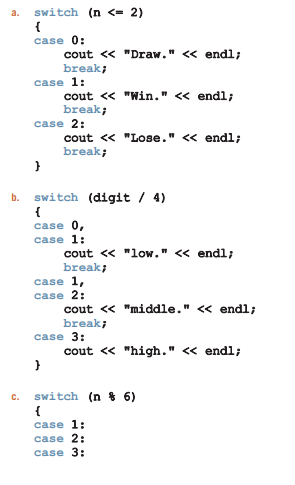 a. switch (n <= 2)
{
case 0:
cout << "Draw." << endl;
break;
case 1:
cout << "Win." << endl;
break;
case 2:
cout << "Lose." << endl;
break;
}
b. switch (digit / 4)
{
case 0,
case 1:
cout << "low." << endl;
break;
case 1,
case 2:
cout << "middle." << endl;
break;
case 3:
cout << "high." << endl;
}
c. switch (n % 6)
{
case 1:
case 2:
case 3: